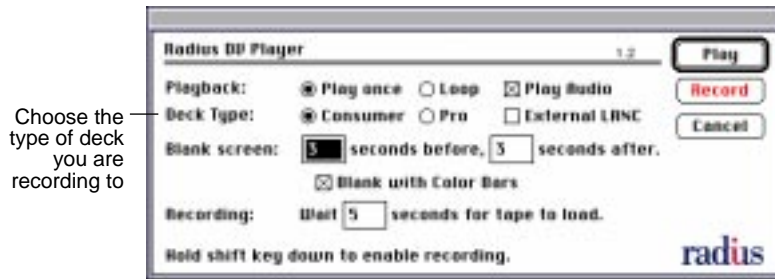 Radius DV Player 1.2
Play
Playback: Play once Loop Play Audio
Record
Deck Type: Consumer Pro External LANC
Cancel
Choose the
type of deck
you are
recording to
Blank screen: 3 seconds before, 3 seconds after.
Blank with Color Bars
Recording: Wait 5 seconds for tape to load.
Hold shift key down to enable recording.
radius